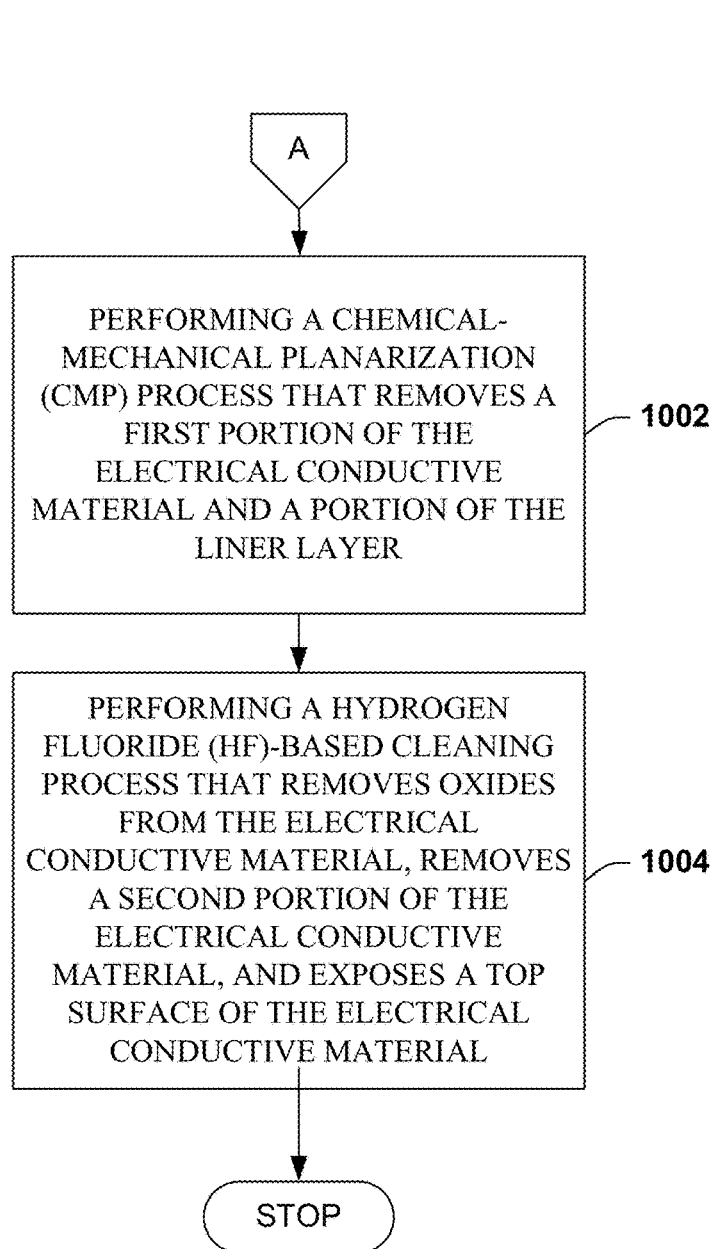 A
PERFORMING A CHEMICAL-
MECHANICAL PLANARIZATION
(CMP) PROCESS THAT REMOVES A
FIRST PORTION OF THE
ELECTRICAL CONDUCTIVE
MATERIAL AND A PORTION OF THE
LINER LAYER
1002
PERFORMING A HYDROGEN
FLUORIDE (HF)-BASED CLEANING
PROCESS THAT REMOVES OXIDES
FROM THE ELECTRICAL
CONDUCTIVE MATERIAL, REMOVES
A SECOND PORTION OF THE
ELECTRICAL CONDUCTIVE
MATERIAL, AND EXPOSES A TOP
SURFACE OF THE ELECTRICAL
CONDUCTIVE MATERIAL
1004
STOP